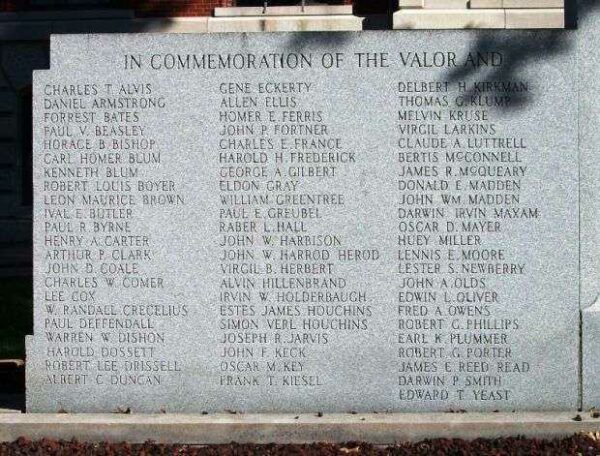 IN COMMEMORATION OF THE VALOR AND
CHARLES T. ALVIS
DANIEL ARMSTRONG
FORREST BATES
PAUL V. BEASLEY
HORACE B. BISHOP
CARL HOMER BLUM
KENNETH BLUM
ROBERT LOUIS BOYER
LEON MAURICE BROWN
IVAL E. BUTLER
PAUL R. BYRNE
HENRY A. CARTER
ARTHUR P. CLARK
JOHN D. COALE
CHARLES W. COMER
LEE COX
W. RANDALL CRECELIUS
PAUL DEFFENDALL
WARREN W. DISHON
HAROLD DOSSETT
ROBERT LEE DRISSELL
ALBERT C. DUNCAN
GENE ECKERTY
ALLEN ELLIS
HOMER E. FERRIS
JOHN P. FORTNER
CHARLES E. FRANCE
HAROLD H. FREDERICK
GEORGE A. GILBERT
ELDON GRAY
WILLIAM GREENTREE
PAUL E. GREUBEL
RABER L. HALL
JOHN W. HARBISON
JOHN W. HARROD HEROD
VIRGIL B. HERBERT
ALVIN HILLENBRAND
IRVIN W. HOLDERBAUGH
ESTES JAMES HOUCHINS
SIMON VERL HOUCHINS
JOSEPH R. JARVIS
JOHN F. KECK
OSCAR M. KEY
FRANK T. KIESEL
DELBERT H. KIRKMAN
THOMAS G. KLUMP
MELVIN KRUSE
VIRGIL LARKINS
CLAUDE A. LUTTRELL
BERTIS McCONNELL
JAMES R. McQUEARY
DONALD E. MADDEN
JOHN WM. MADDEN
DARWIN IRVIN MAXAM
OSCAR D. MAYER
HUEY MILLER
LENNIS E. MOORE
LESTER S. NEWBERRY
JOHN A. OLDS
EDWIN L. OLIVER
FRED A. OWENS
ROBERT G. PHILLIPS
EARL K. PLUMMER
ROBERT G. PORTER
JAMES E. REED READ
DARWIN P. SMITH
EDWARD T. YEAST